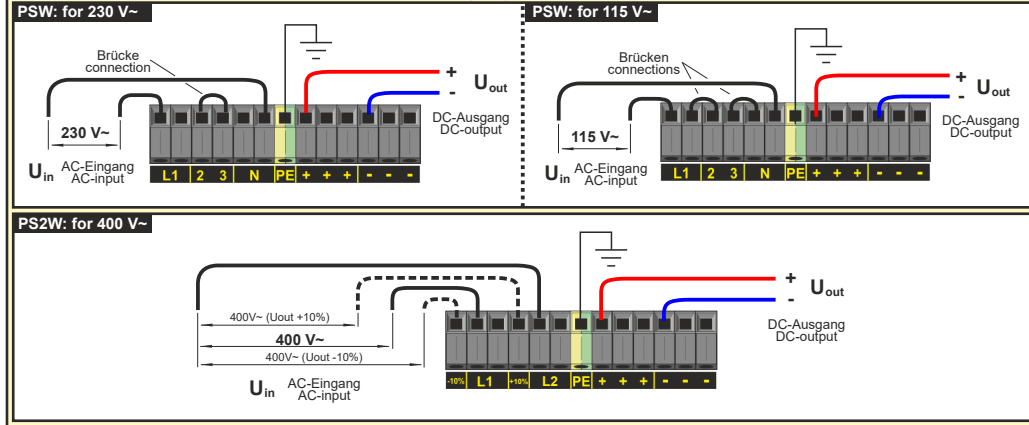 PSW: for 230 V~
Brücke
connection
+
-
Uout
DC-Ausgang
DC-output
230 V~
Uin
AC-Eingang
AC-input
L1 2 3 N PE + + + - - -
PSW: for 115 V~
Brücken
connections
+
-
Uout
DC-Ausgang
DC-output
115 V~
Uin
AC-Eingang
AC-input
L1 2 3 N PE + + + - - -
PS2W: for 400 V~
+
-
Uout
DC-Ausgang
DC-output
400V~ (Uout +10%)
400 V~
400V~ (Uout -10%)
Uin
AC-Eingang
AC-input
-10% L1 +10% L2 PE + + + - - -